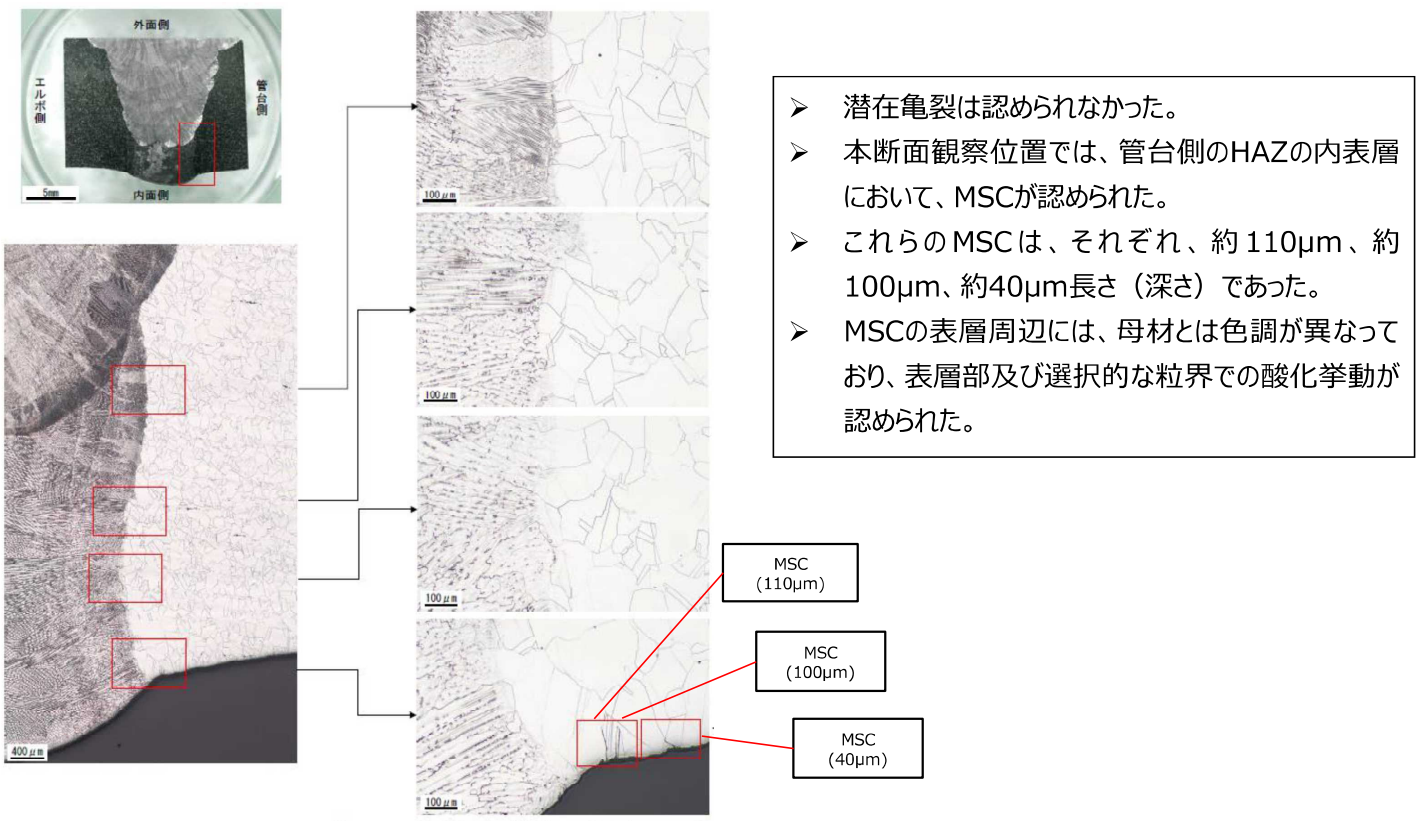 外面側
エルボ側
管台側
5mm
内面側
400μm
100μm
100μm
100μm
100μm
MSC
(110μm)
MSC
(100μm)
MSC
(40μm)
➢ 潜在亀裂は認められなかった。
➢ 本断面観察位置では、管台側のHAZの内表層
において、MSCが認められた。
➢ これらのMSCは、それぞれ、約110μm、約
100μm、約40μm長さ（深さ）であった。
➢ MSCの表層周辺には、母材とは色調が異なって
おり、表層部及び選択的な粒界での酸化挙動が
認められた。